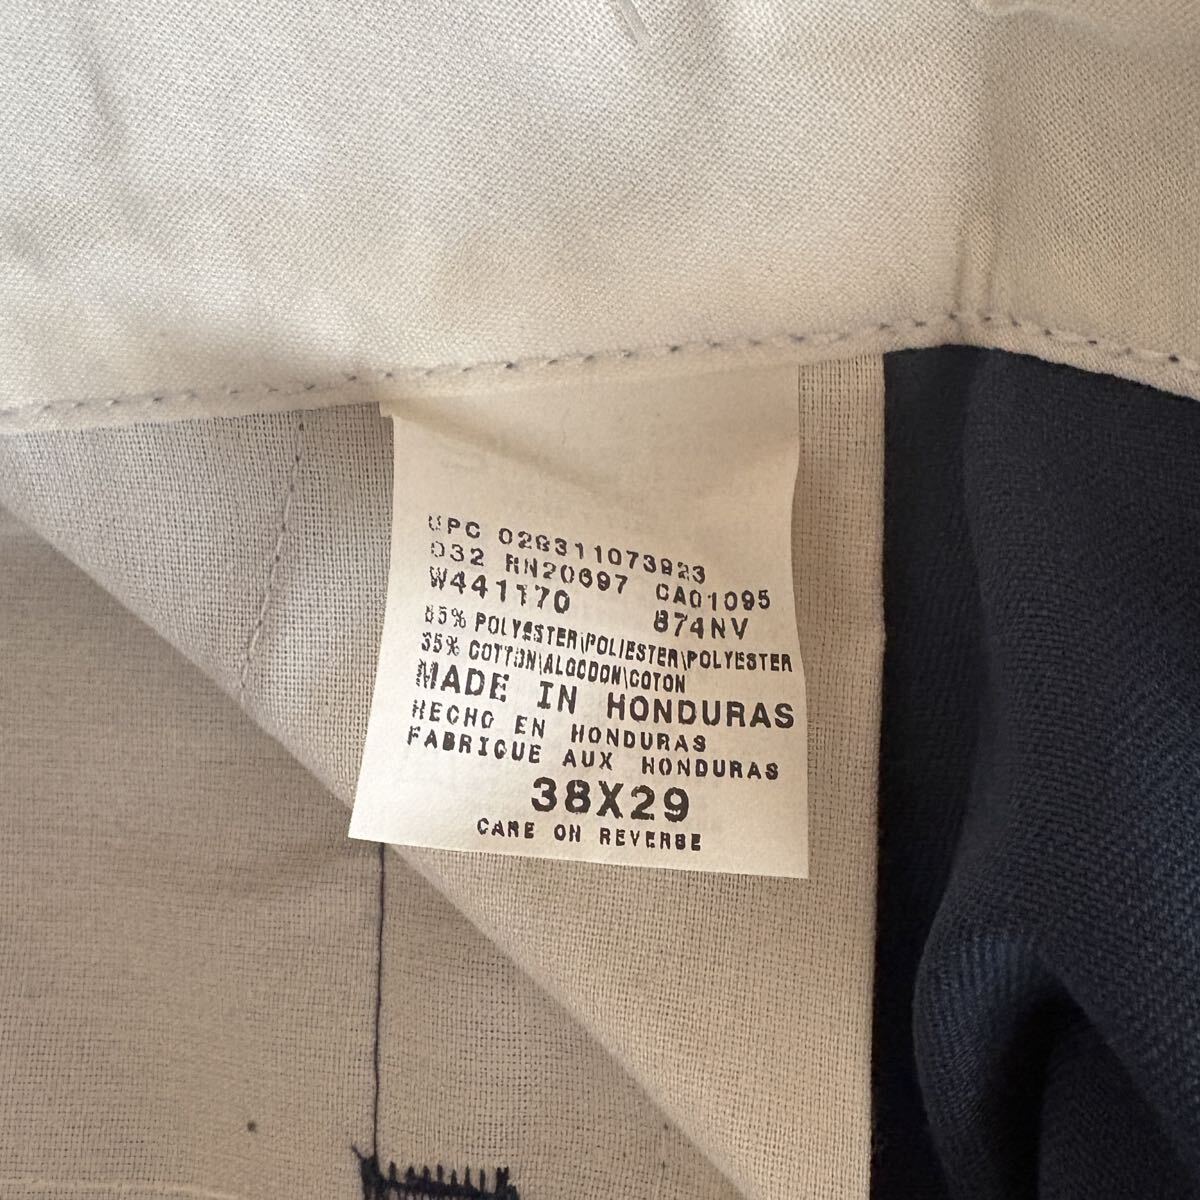 UPC 029311073923
032 RN20697 CA01095
W441170 874NV
65% POLYESTER\POLIESTER\POLYESTER
35% COTTON\ALGODON\COTON
MADE IN HONDURAS
HECHO EN HONDURAS
FABRIQUE AUX HONDURAS
38X29
CARE ON REVERSE